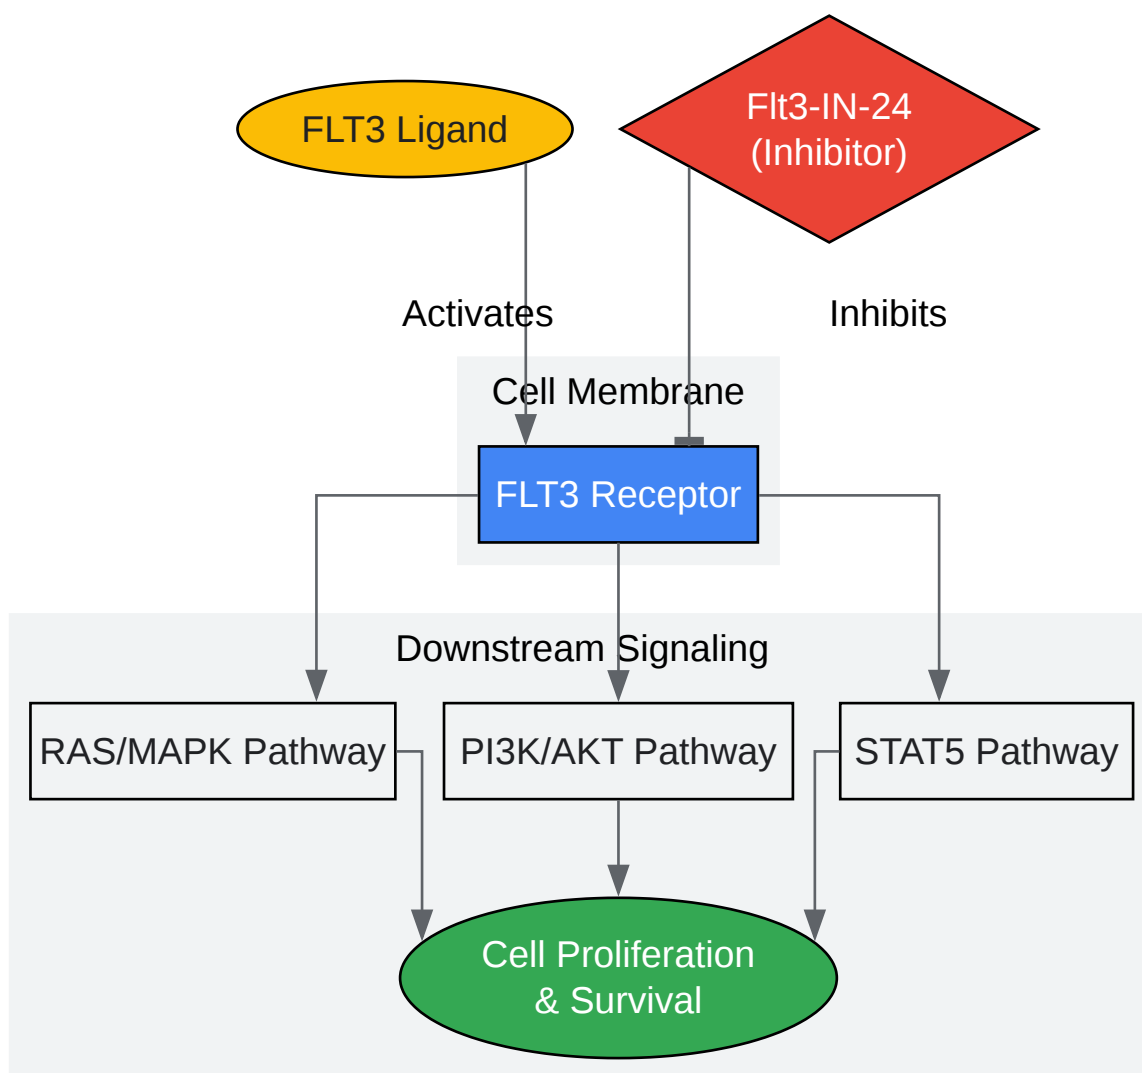 FLT3 Ligand
Flt3-IN-24
(Inhibitor)
Activates
Inhibits
Cell Membrane
FLT3 Receptor
Downstream Signaling
RAS/MAPK Pathway
PI3K/AKT Pathway
STAT5 Pathway
Cell Proliferation
& Survival